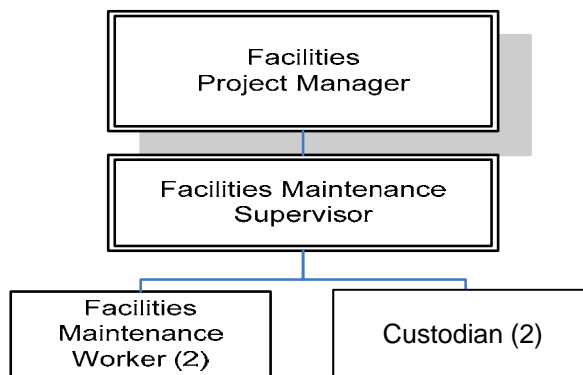 Facilities
Project Manager
Facilities Maintenance
Supervisor
Facilities
Maintenance
Worker (2)
Custodian (2)